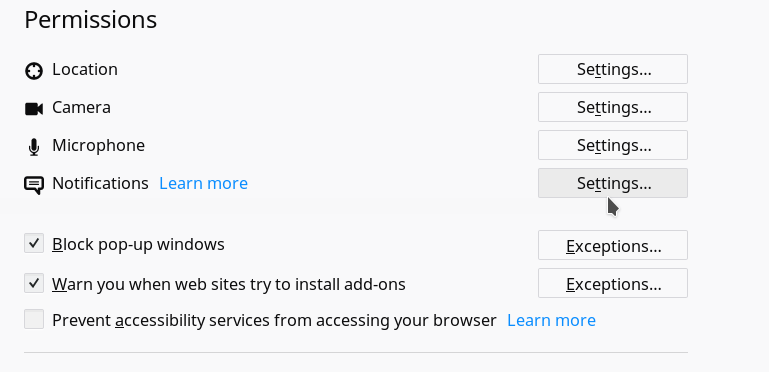 Permissions
Location Settings...
Camera Settings...
Microphone Settings...
Notifications Learn more Settings...
Block pop-up windows Exceptions...
Warn you when web sites try to install add-ons Exceptions...
Prevent accessibility services from accessing your browser Learn more